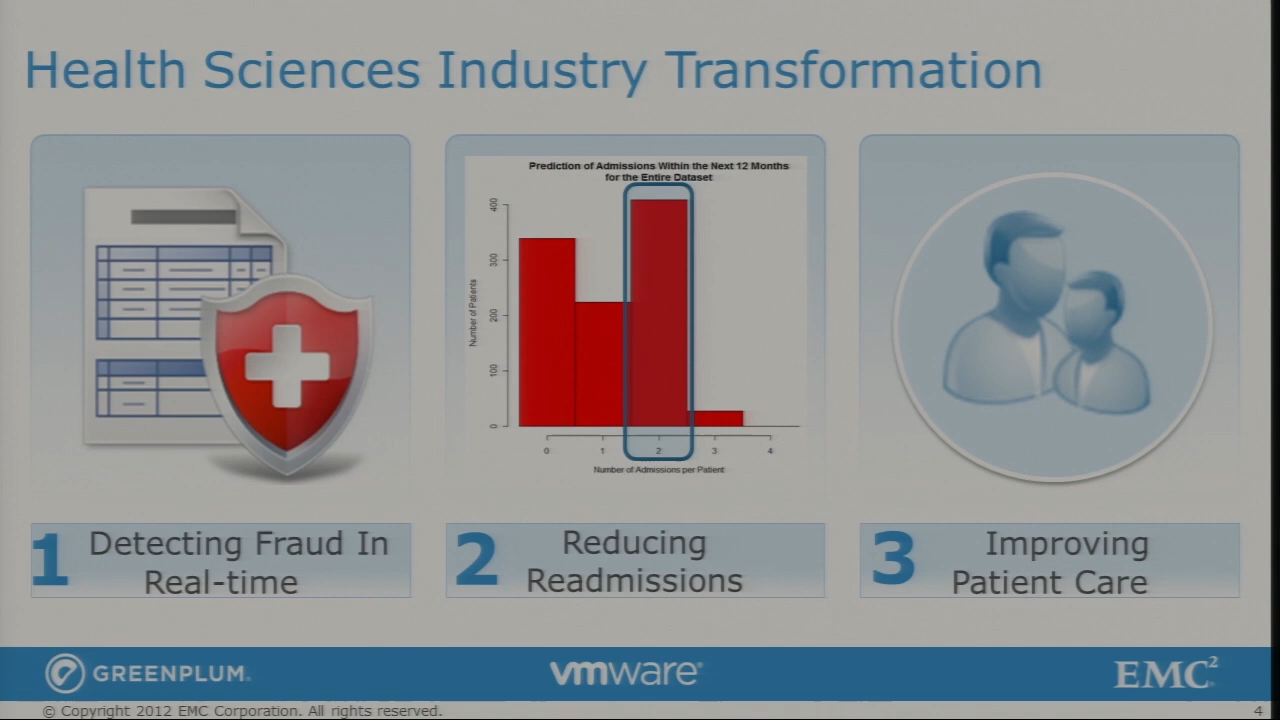 Health Sciences Industry Transformation
Prediction of Admissions Within the Next 12 Months
for the Entire Dataset
400
300
200
100
0
Number of Patients
0 1 2 3 4
Number of Admissions per Patient
1 Detecting Fraud In
Real-time
2 Reducing
Readmissions
3 Improving
Patient Care
GREENPLUM®
vmware®
EMC²
© Copyright 2012 EMC Corporation. All rights reserved.
4